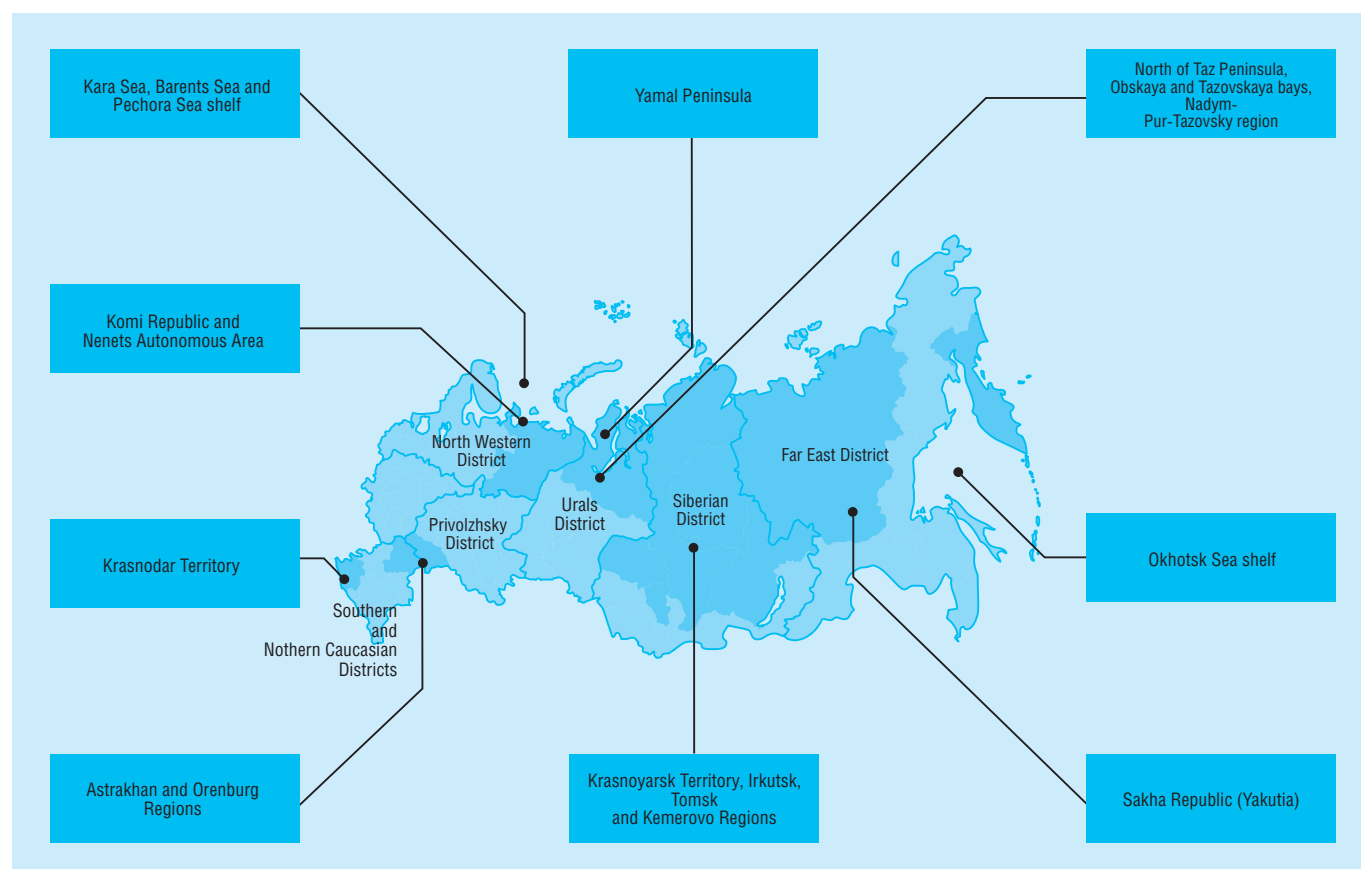 Kara Sea, Barents Sea and
Pechora Sea shelf
Yamal Peninsula
North of Taz Peninsula,
Obskaya and Tazovskaya bays,
Nadym-
Pur-Tazovsky region
Komi Republic and
Nenets Autonomous Area
North Western
District
Far East District
Urals
District
Siberian
District
Privolzhsky
District
Krasnodar Territory
Okhotsk Sea shelf
Southern
and
Nothern Caucasian
Districts
Astrakhan and Orenburg
Regions
Krasnoyarsk Territory, Irkutsk,
Tomsk
and Kemerovo Regions
Sakha Republic (Yakutia)